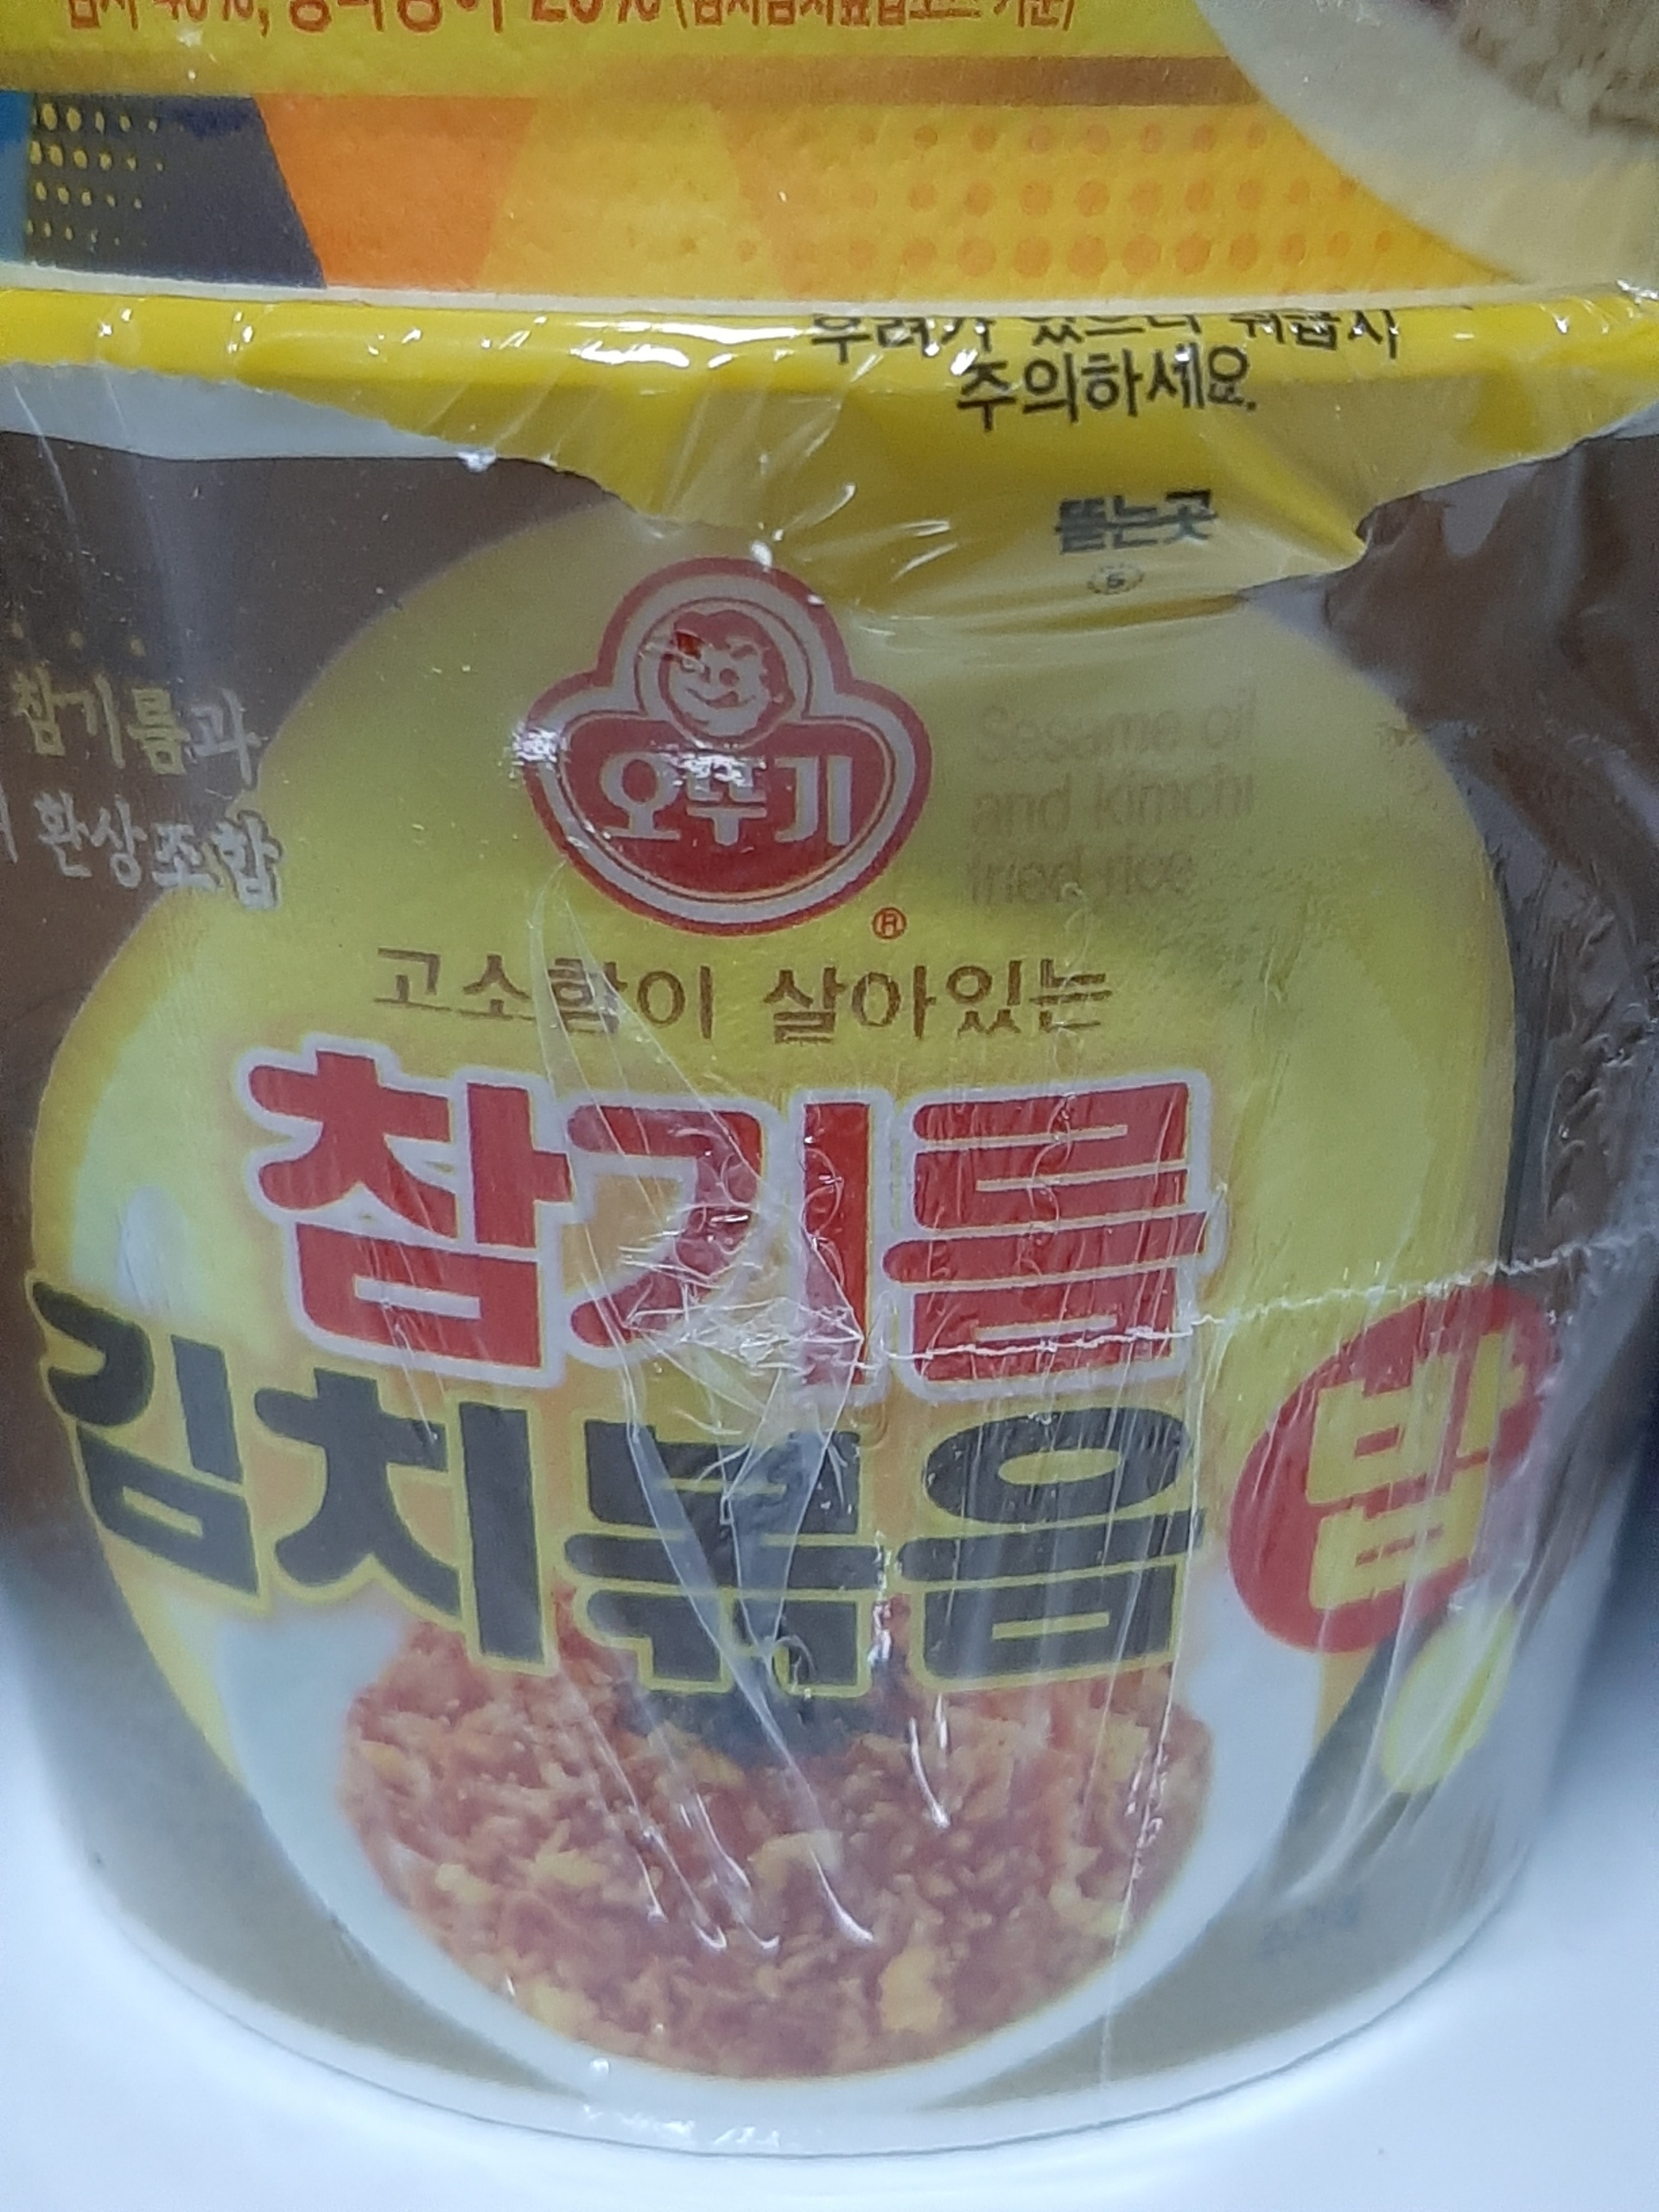 주의하세요.
뜯는곳
오뚜기
®
Sesame oil
and kimchi
fried rice
참기름과
환상조합
고소함이 살아있는
참기름
김치볶음
밥